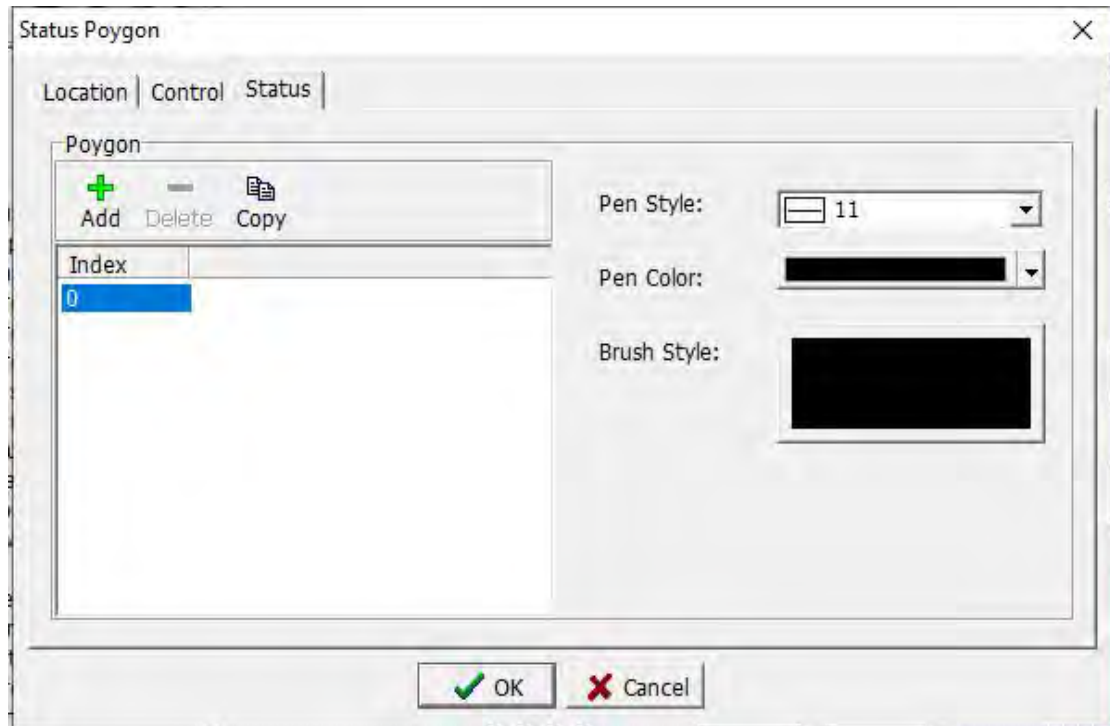 Status Poygon
Location Control Status
Poygon
Add Delete Copy
Index
0
Pen Style: 11
Pen Color:
Brush Style:
OK Cancel